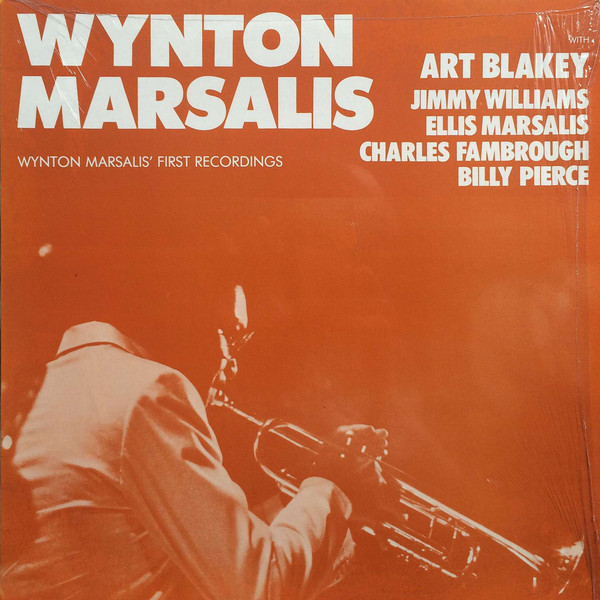 WYNTON
MARSALIS
WYNTON MARSALIS' FIRST RECORDINGS
WITH
ART BLAKEY
JIMMY WILLIAMS
ELLIS MARSALIS
CHARLES FAMBROUGH
BILLY PIERCE